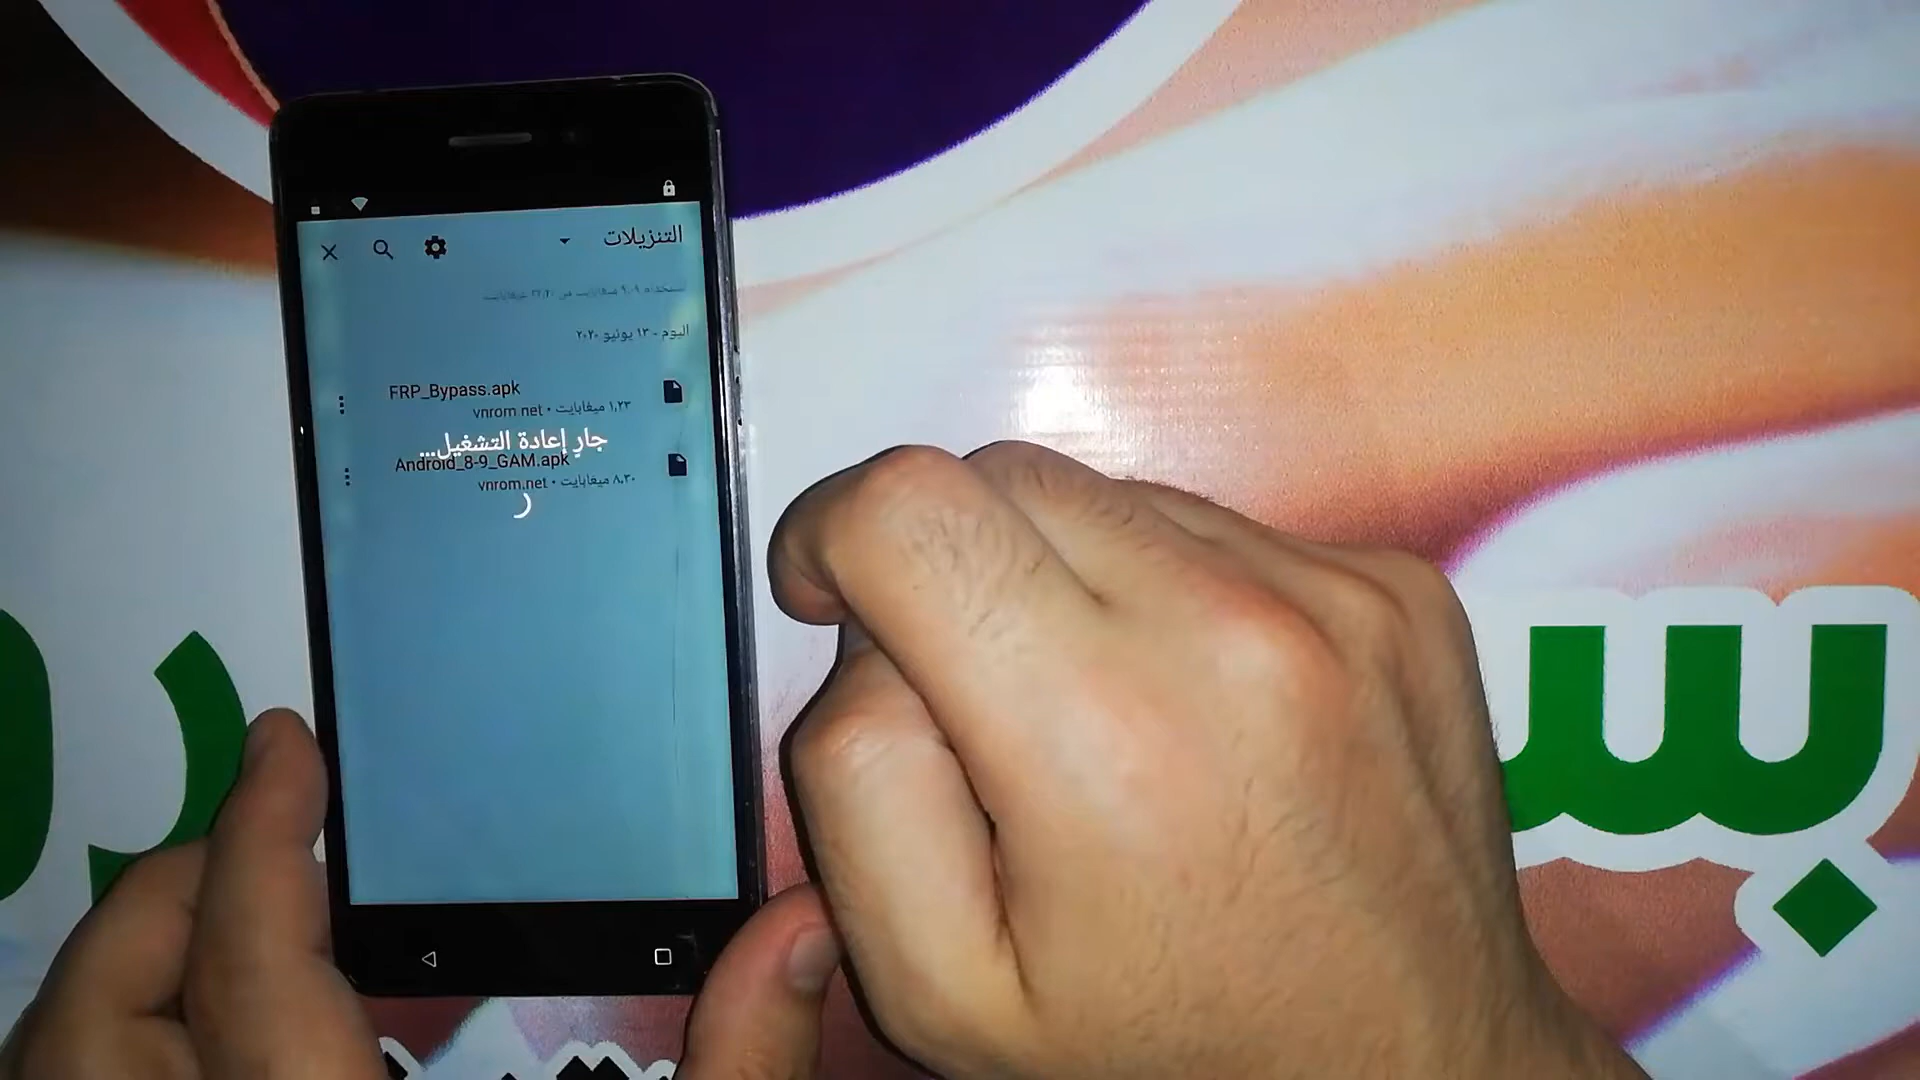 التنزيلات
اليوم - ١٣ يونيو ٢٠٢٠
FRP_Bypass.apk
١,٢٣ ميغابايت • vnrom.net
جارٍ إعادة التشغيل...
Android_8-9_GAM.apk
٨,٣٠ ميغابايت • vnrom.net